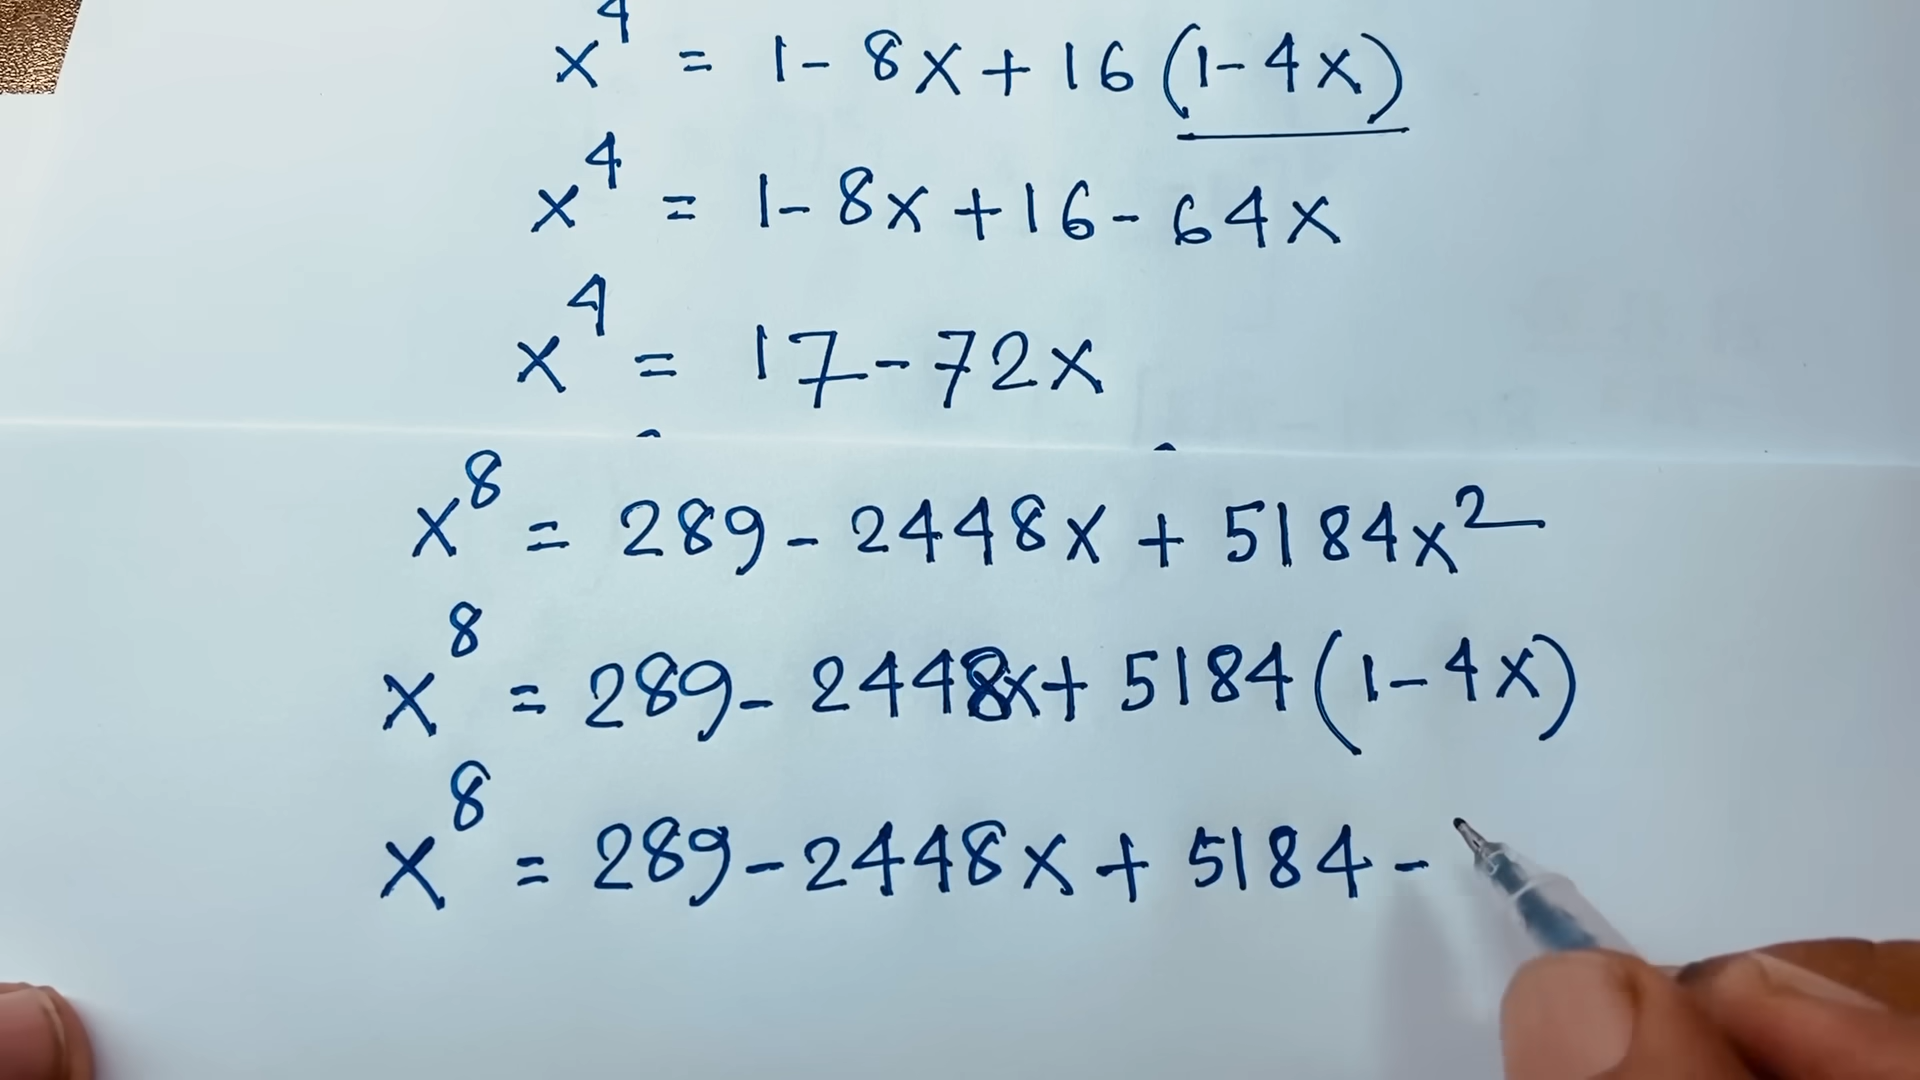 x⁴ = 1 - 8x + 16 (1 - 4x)
x⁴ = 1 - 8x + 16 - 64x
x⁴ = 17 - 72x
x⁸ = 289 - 2448x + 5184x²
x⁸ = 289 - 2448x + 5184 (1 - 4x)
x⁸ = 289 - 2448x + 5184 -